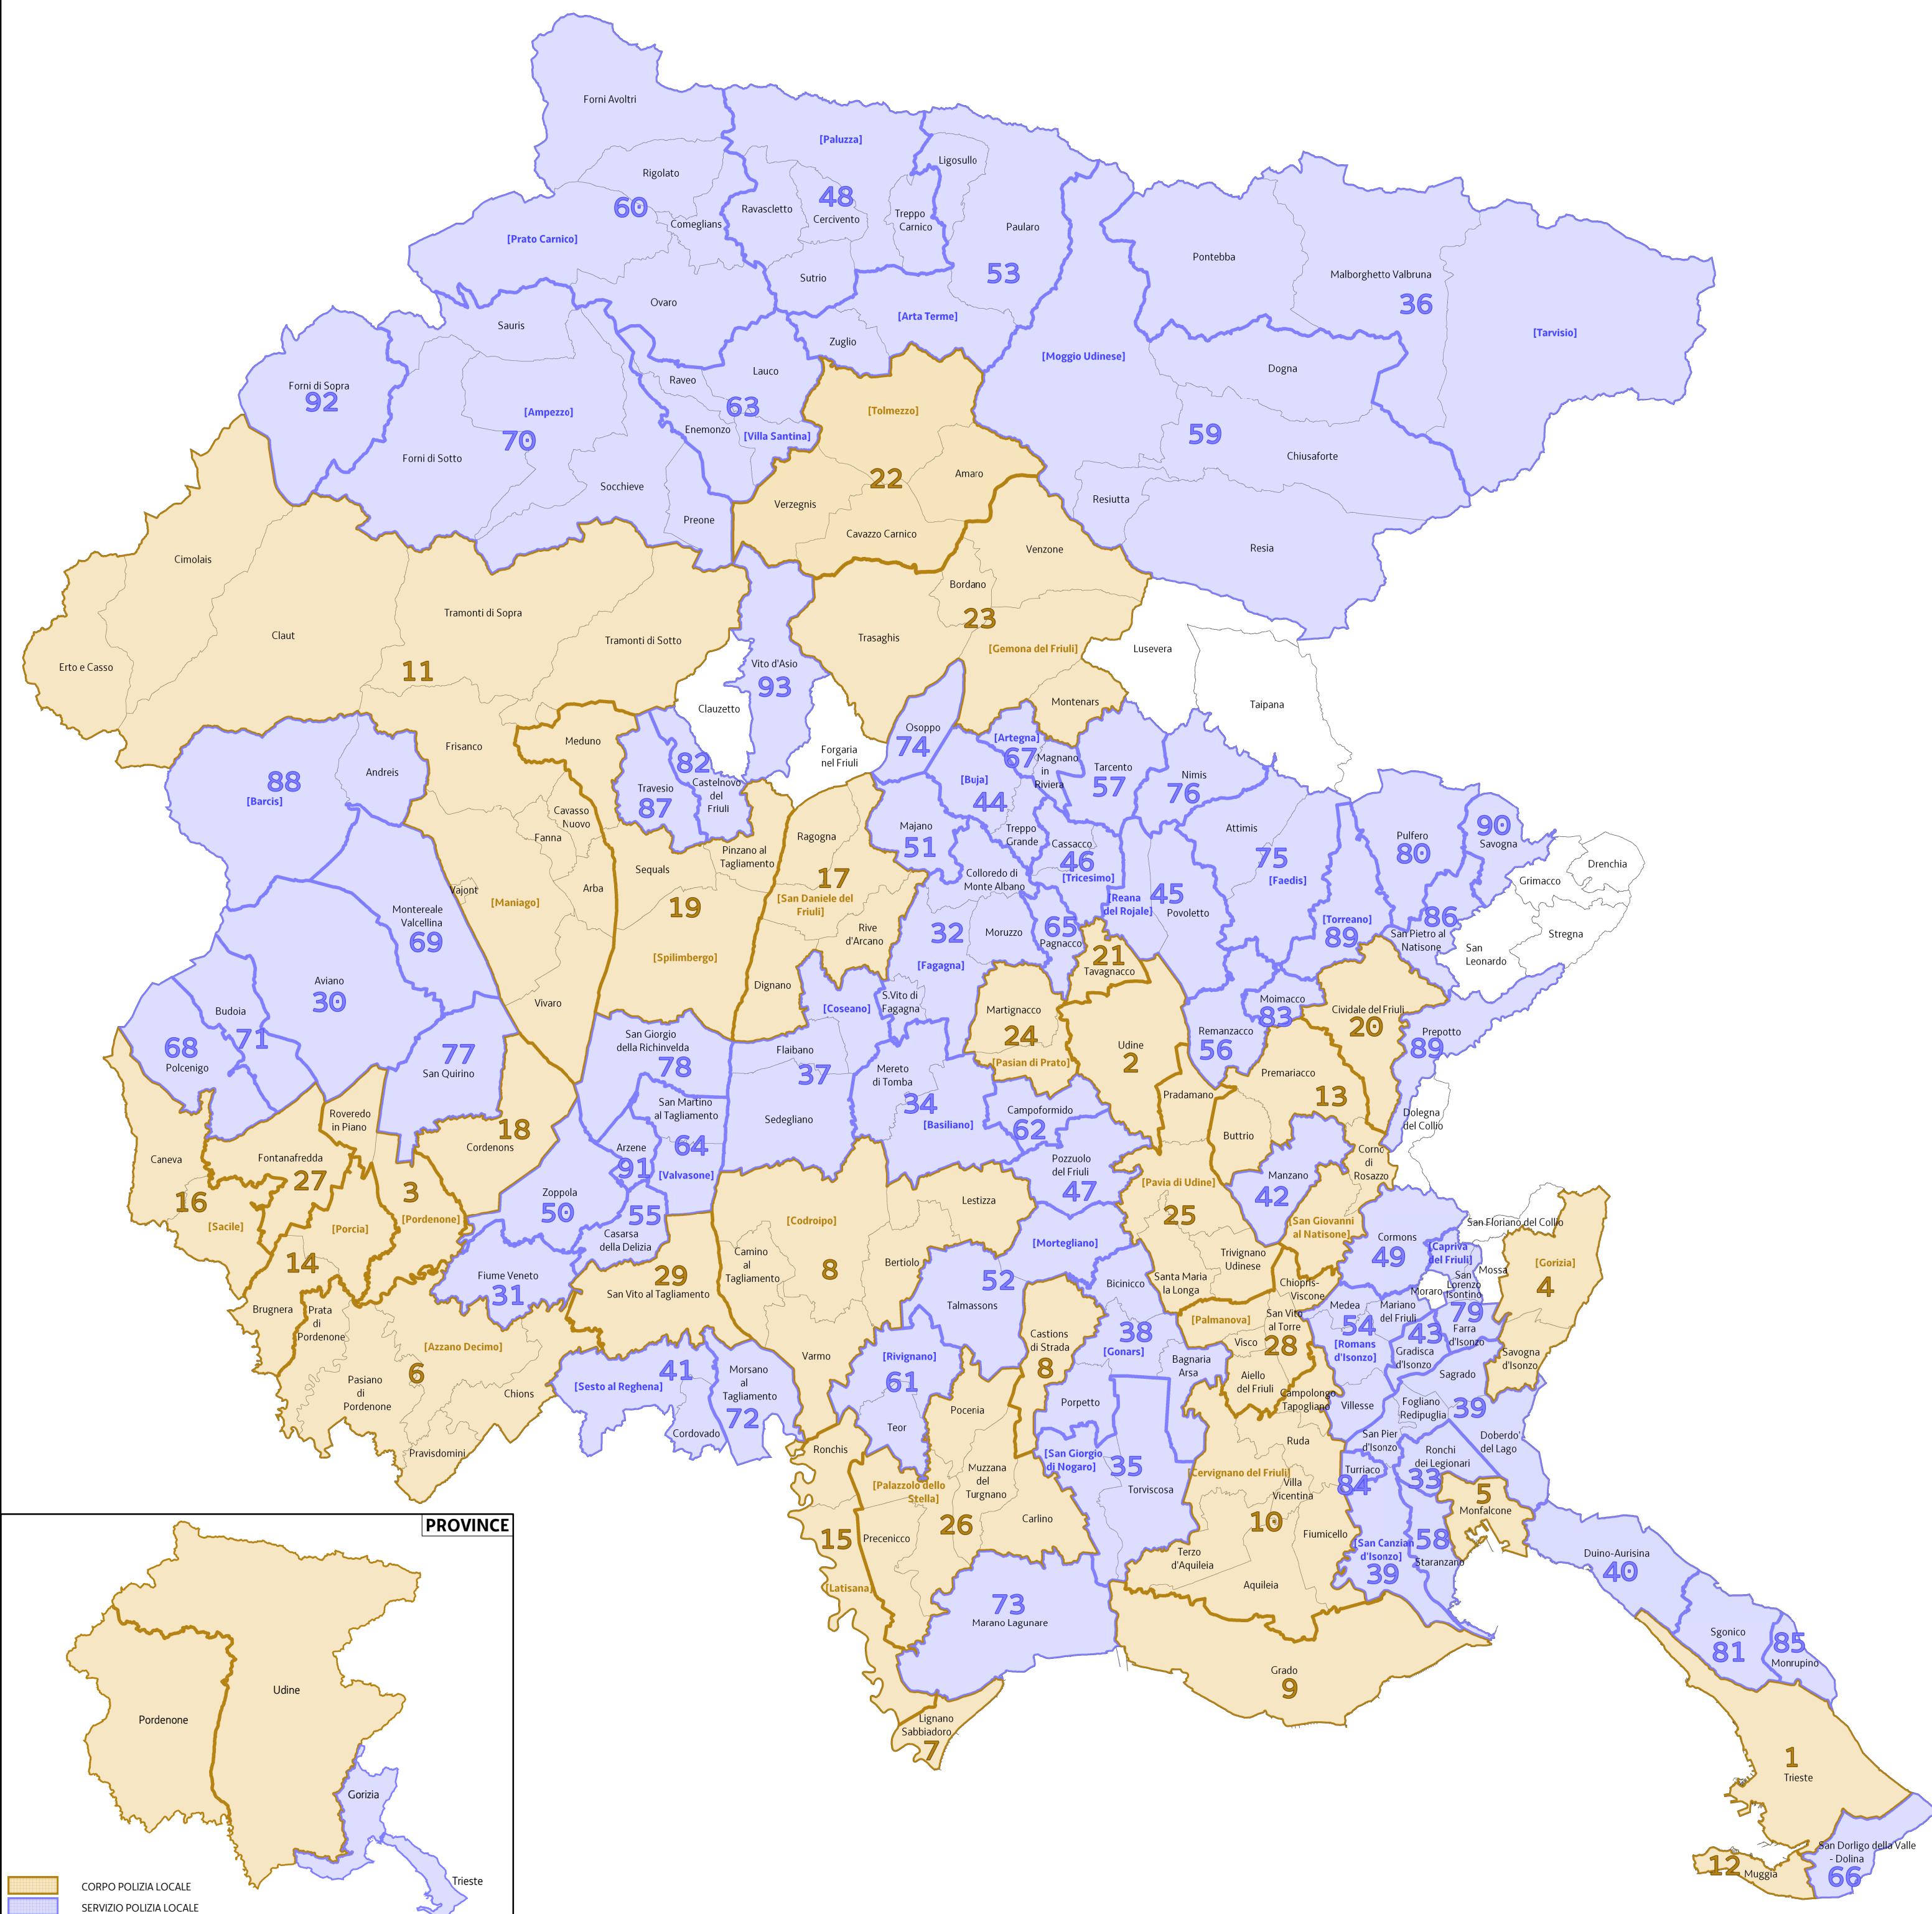 Forni Avoltri
[Paluzza]
Ligosullo
Rigolato
60
48
Ravascletto
Cercivento
Treppo
Carnico
Comeglians
Paularo
[Prato Carnico]
Pontebba
53
Sutrio
Malborghetto Valbruna
36
Ovaro
[Arta Terme]
Sauris
[Tarvisio]
Zuglio
[Moggio Udinese]
Dogna
Lauco
Raveo
Forni di Sopra
92
[Ampezzo]
63
[Tolmezzo]
Enemonzo
[Villa Santina]
70
59
Forni di Sotto
Chiusaforte
22
Amaro
Socchieve
Resiutta
Verzegnis
Preone
Cavazzo Carnico
Venzone
Resia
Cimolais
Bordano
Tramonti di Sopra
23
Claut
Tramonti di Sotto
Trasaghis
[Gemona del Friuli]
Lusevera
Erto e Casso
11
Vito d'Asio
93
Clauzetto
Montenars
Taipana
Osoppo
74
[Artegna]
67
Frisanco
Meduno
Forgaria
nel Friuli
Magnano
in
Riviera
Tarcento
57
Nimis
76
82
Castelnovo
del
Friuli
88
[Barcis]
Andreis
Travesio
87
[Buja]
44
Cavasso
Nuovo
Fanna
Ragogna
Majano
51
Treppo
Grande
Cassacco
46
[Tricesimo]
Attimis
75
[Faedis]
Pulfero
80
90
Savogna
Drenchia
Grimacco
Pinzano al
Tagliamento
Sequals
Vajont
[Maniago]
Arba
17
[San Daniele del
Friuli]
Colloredo di
Monte Albano
[Reana
del Rojale]
45
Povoletto
19
Montereale
Valcellina
69
Rive
d'Arcano
32
Moruzzo
65
Pagnacco
[Torreano]
89
86
San Pietro al
Natisone
Stregna
San
Leonardo
[Spilimbergo]
[Fagagna]
21
Tavagnacco
Aviano
30
Dignano
Vivaro
[Coseano]
S.Vito di
Fagagna
Martignacco
24
[Pasian di Prato]
Moimacco
83
Cividale del Friuli
20
Budoia
71
68
Polcenigo
San Giorgio
della Richinvelda
78
Flaibano
37
Udine
2
Remanzacco
56
Prepotto
89
77
San Quirino
Mereto
di Tomba
34
Premariacco
13
Pradamano
San Martino
al Tagliamento
64
[Valvasone]
Sedegliano
[Basiliano]
Campoformido
62
Dolegna
del Collio
Roveredo
in Piano
18
Cordenons
Buttrio
Arzene
91
Caneva
16
[Sacile]
Fontanafredda
27
Pozzuolo
del Friuli
47
Manzano
42
Corno
di
Rosazzo
3
[Pordenone]
Zoppola
50
55
Casarsa
della Delizia
[Pavia di Udine]
25
Lestizza
[Codroipo]
[Porcia]
14
[San Giovanni
al Natisone]
San Floriano del Collio
Cormons
49
[Capriva
del Friuli]
[Mortegliano]
Camino
al
Tagliamento
8
Bertiolo
Trivignano
Udinese
[Gorizia]
4
Mossa
Fiume Veneto
31
29
San Vito al Tagliamento
52
Talmassons
Bicinicco
Santa Maria
la Longa
Chiopris-
Viscone
San
Lorenzo
Isontino
Moraro
Brugnera
Prata
di
Pordenone
79
Farra
d'Isonzo
Medea
54
[Romans
d'Isonzo]
Mariano
del Friuli
43
Gradisca
d'Isonzo
[Palmanova]
San Vito
al Torre
28
Visco
38
[Gonars]
Castions
di Strada
8
[Azzano Decimo]
6
Varmo
[Rivignano]
61
Savogna
d'Isonzo
Bagnaria
Arsa
Sagrado
41
[Sesto al Reghena]
Morsano
al
Tagliamento
72
Aiello
del Friuli
Pasiano
di
Pordenone
Chions
Campolongo
Tapogliano
Villesse
Fogliano
Redipuglia
39
Porpetto
Pocenia
Teor
Cordovado
Ronchis
Ruda
San Pier
d'Isonzo
Doberdo'
del Lago
Pravisdomini
[San Giorgio
di Nogaro]
35
Ronchi
dei Legionari
33
[Cervignano del Friuli]
Turriaco
84
Muzzana
del
Turgnano
[Palazzolo dello
Stella]
26
Torviscosa
Villa
Vicentina
5
Monfalcone
Carlino
10
Fiumicello
15
Precenicco
[San Canzian
d'Isonzo]
39
58
Staranzano
Terzo
d'Aquileia
Duino-Aurisina
40
Aquileia
[Latisana]
73
Marano Lagunare
Sgonico
81
85
Monrupino
Grado
9
Lignano
Sabbiadoro
7
1
Trieste
San Dorligo della Valle
- Dolina
66
12
Muggia
PROVINCE
Udine
Pordenone
Gorizia
Trieste
CORPO POLIZIA LOCALE
SERVIZIO POLIZIA LOCALE